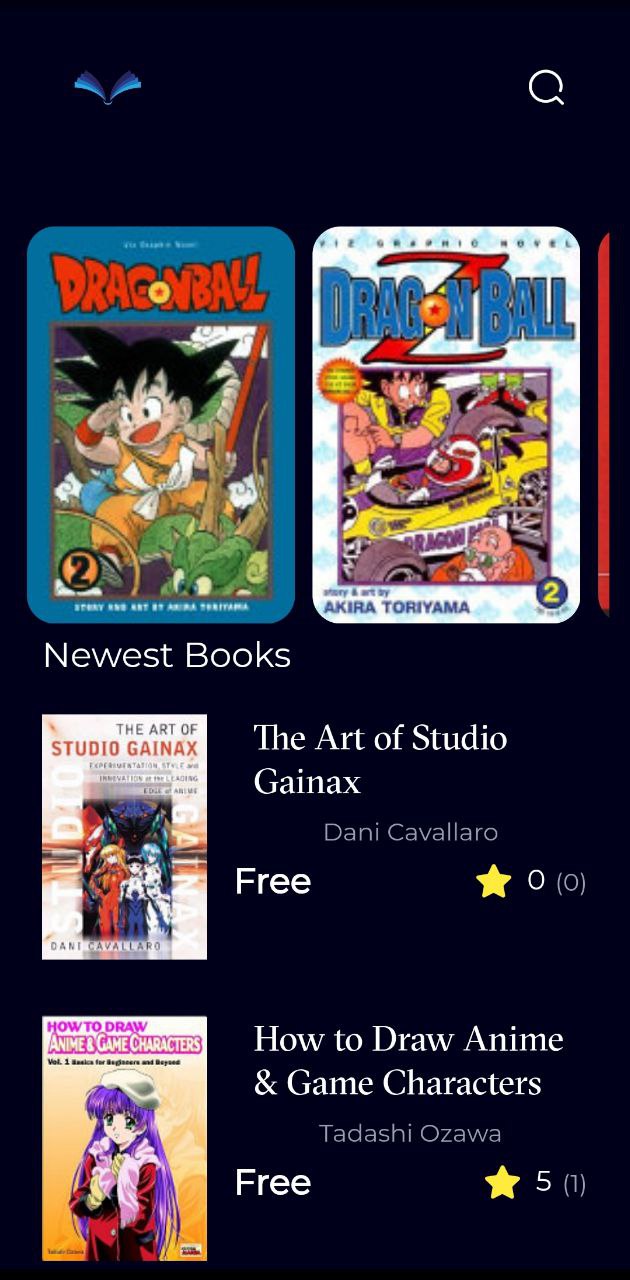 Viz Graphic Novel
DRAGONBALL
2
STORY AND ART BY AKIRA TORIYAMA
VIZ GRAPHIC NOVEL
DRAGON BALL
Z
DRAGON BALL
story & art by
AKIRA TORIYAMA
2
Newest Books
THE ART OF
STUDIO GAINAX
EXPERIMENTATION, STYLE and
INNOVATION at the LEADING
EDGE of ANIME
STUDIO
GAINAX
DANI CAVALLARO
The Art of Studio
Gainax
Dani Cavallaro
Free 0 (0)
HOW TO DRAW
ANIME & GAME CHARACTERS
Vol. 1 Basics for Beginners and Beyond
Tadashi Ozawa
How to Draw Anime
& Game Characters
Tadashi Ozawa
Free 5 (1)